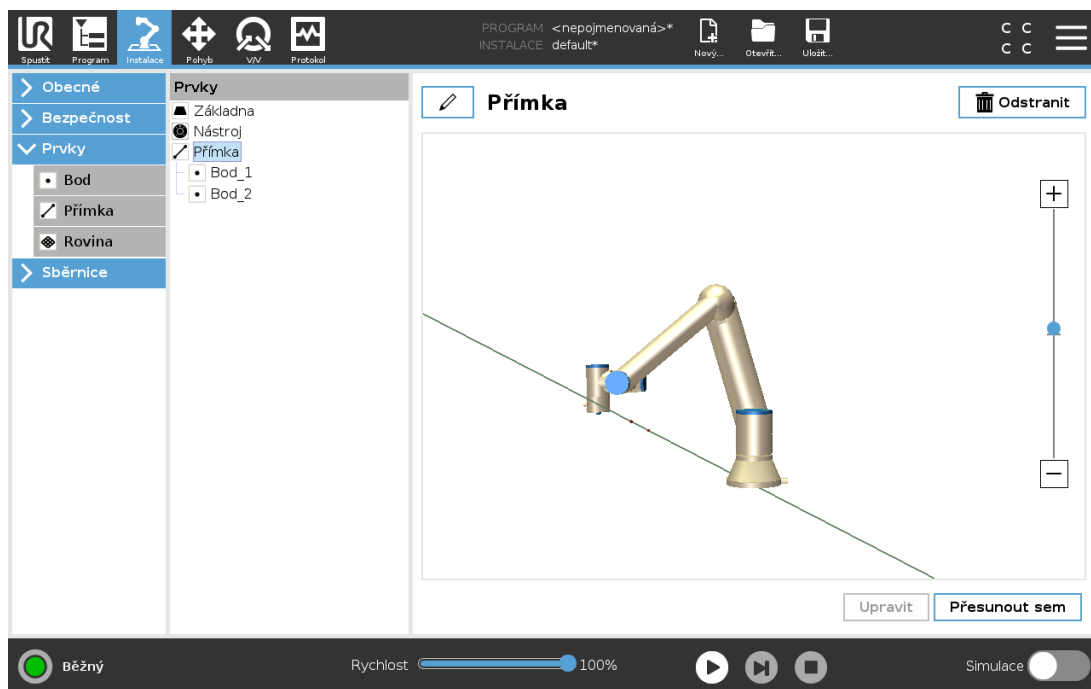 PROGRAM <nepojmenovaná>*
INSTALACE default*
Spustit Program Instalace Pohyb V/V Protokol
Nový... Otevřít... Uložit...
C C
C C
Obecné
Bezpečnost
Prvky
Bod
Přímka
Rovina
Sběrnice
Prvky
Základna
Nástroj
Přímka
Bod_1
Bod_2
Přímka
Odstranit
Upravit
Přesunout sem
Běžný
Rychlost
100%
Simulace